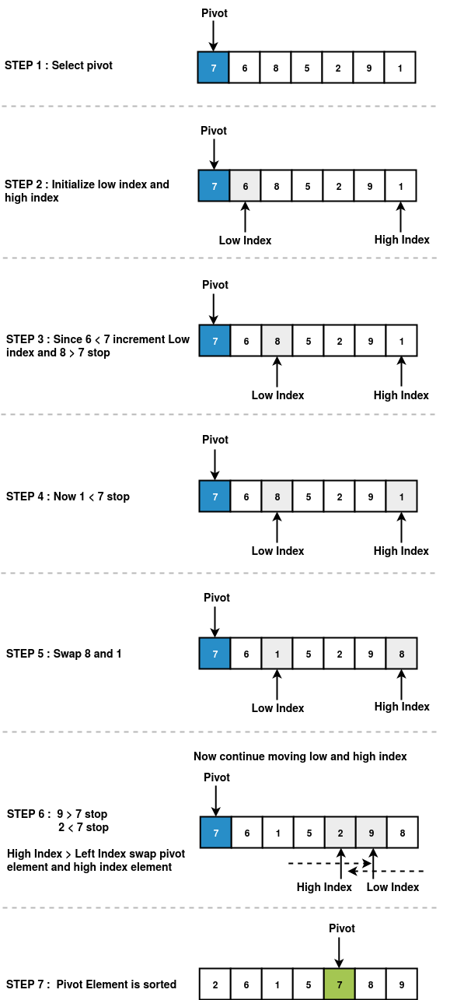 Pivot
STEP 1 : Select pivot
7 6 8 5 2 9 1
Pivot
STEP 2 : Initialize low index and
high index
7 6 8 5 2 9 1
Low Index High Index
Pivot
STEP 3 : Since 6 < 7 increment Low
index and 8 > 7 stop
7 6 8 5 2 9 1
Low Index High Index
Pivot
STEP 4 : Now 1 < 7 stop
7 6 8 5 2 9 1
Low Index High Index
Pivot
STEP 5 : Swap 8 and 1
7 6 1 5 2 9 8
Low Index High Index
Now continue moving low and high index
Pivot
STEP 6 : 9 > 7 stop
2 < 7 stop
High Index > Left Index swap pivot
element and high index element
7 6 1 5 2 9 8
High Index Low Index
Pivot
STEP 7 : Pivot Element is sorted
2 6 1 5 7 8 9